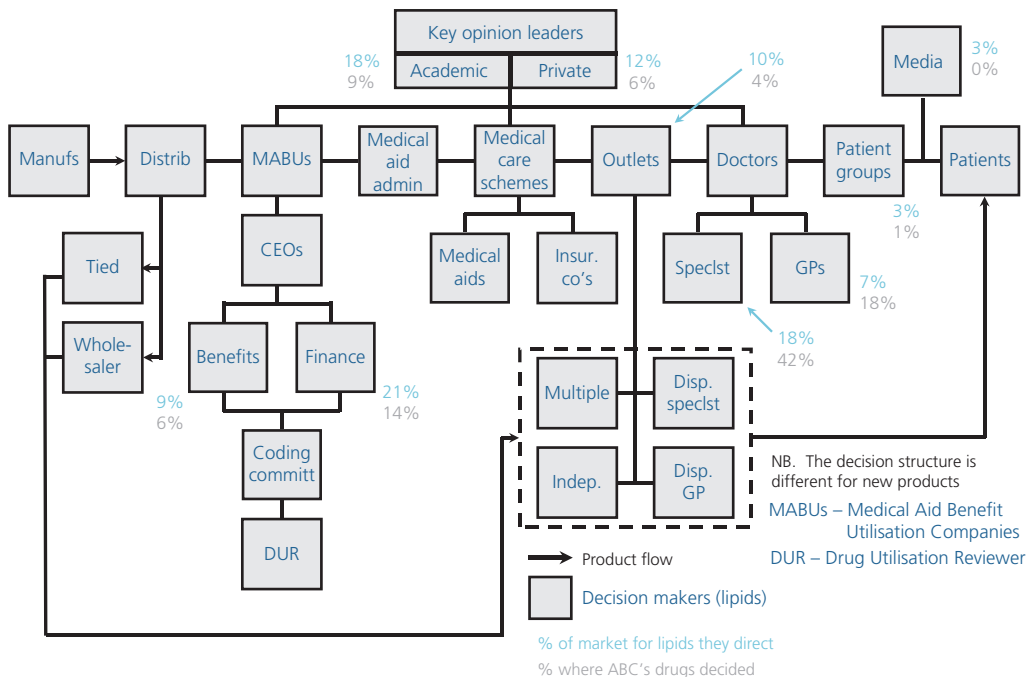 Key opinion leaders
18%
9%
Academic
Private
12%
6%
10%
4%
Media
3%
0%
Manufs
Distrib
MABUs
Medical
aid
admin
Medical
care
schemes
Outlets
Doctors
Patient
groups
Patients
3%
1%
Tied
CEOs
Medical
aids
Insur.
co's
Speclst
GPs
7%
18%
Whole-
saler
Benefits
Finance
18%
42%
9%
6%
21%
14%
Multiple
Disp.
speclst
Coding
committ
Indep.
Disp.
GP
DUR
NB. The decision structure is
different for new products
MABUs – Medical Aid Benefit
Utilisation Companies
DUR – Drug Utilisation Reviewer
Product flow
Decision makers (lipids)
% of market for lipids they direct
% where ABC's drugs decided